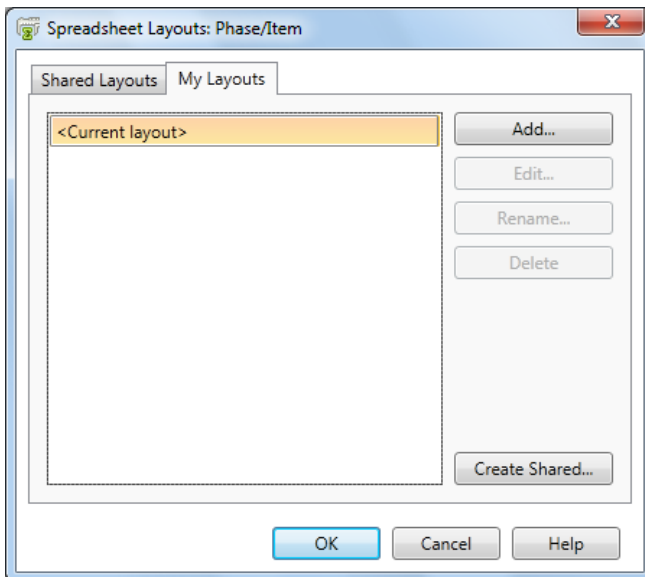 Spreadsheet Layouts: Phase/Item
Shared Layouts
My Layouts
<Current layout>
Add...
Edit...
Rename...
Delete
Create Shared...
OK
Cancel
Help